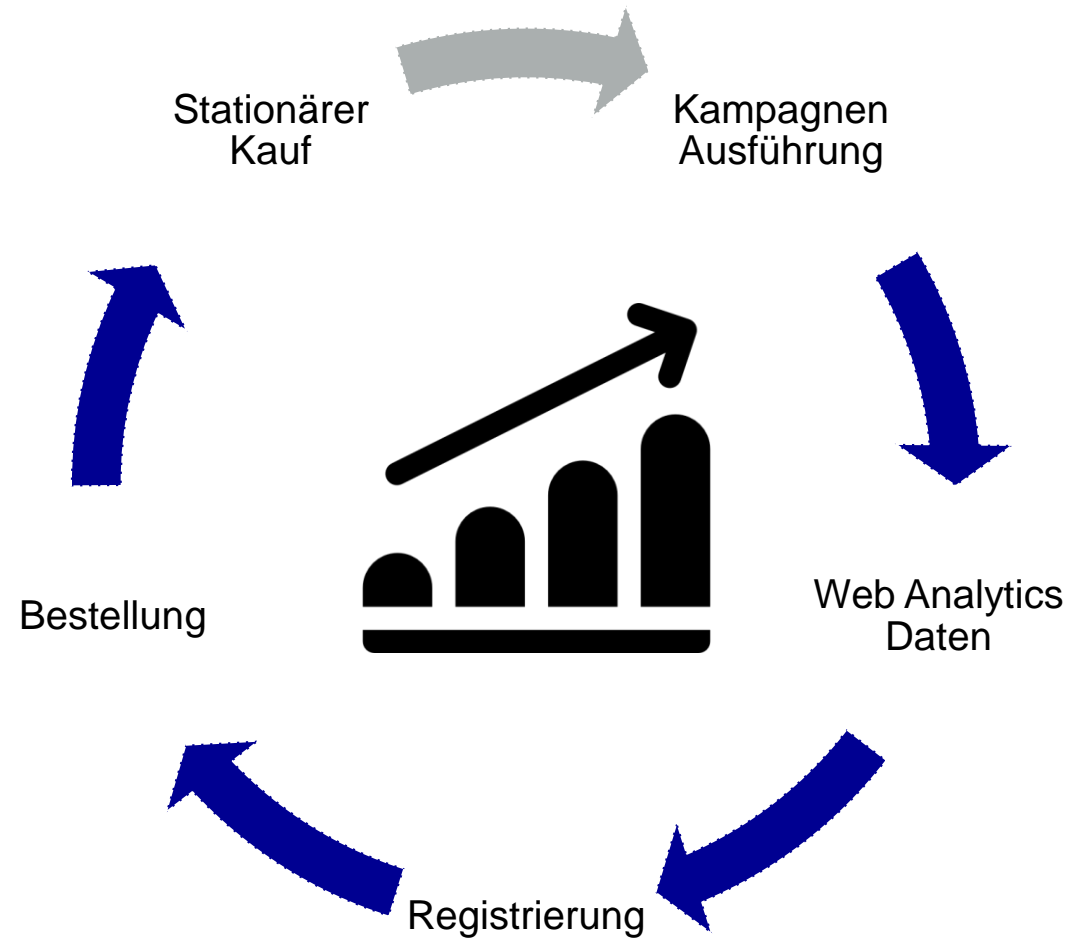 Stationärer
Kauf
Kampagnen
Ausführung
Web Analytics
Daten
Registrierung
Bestellung